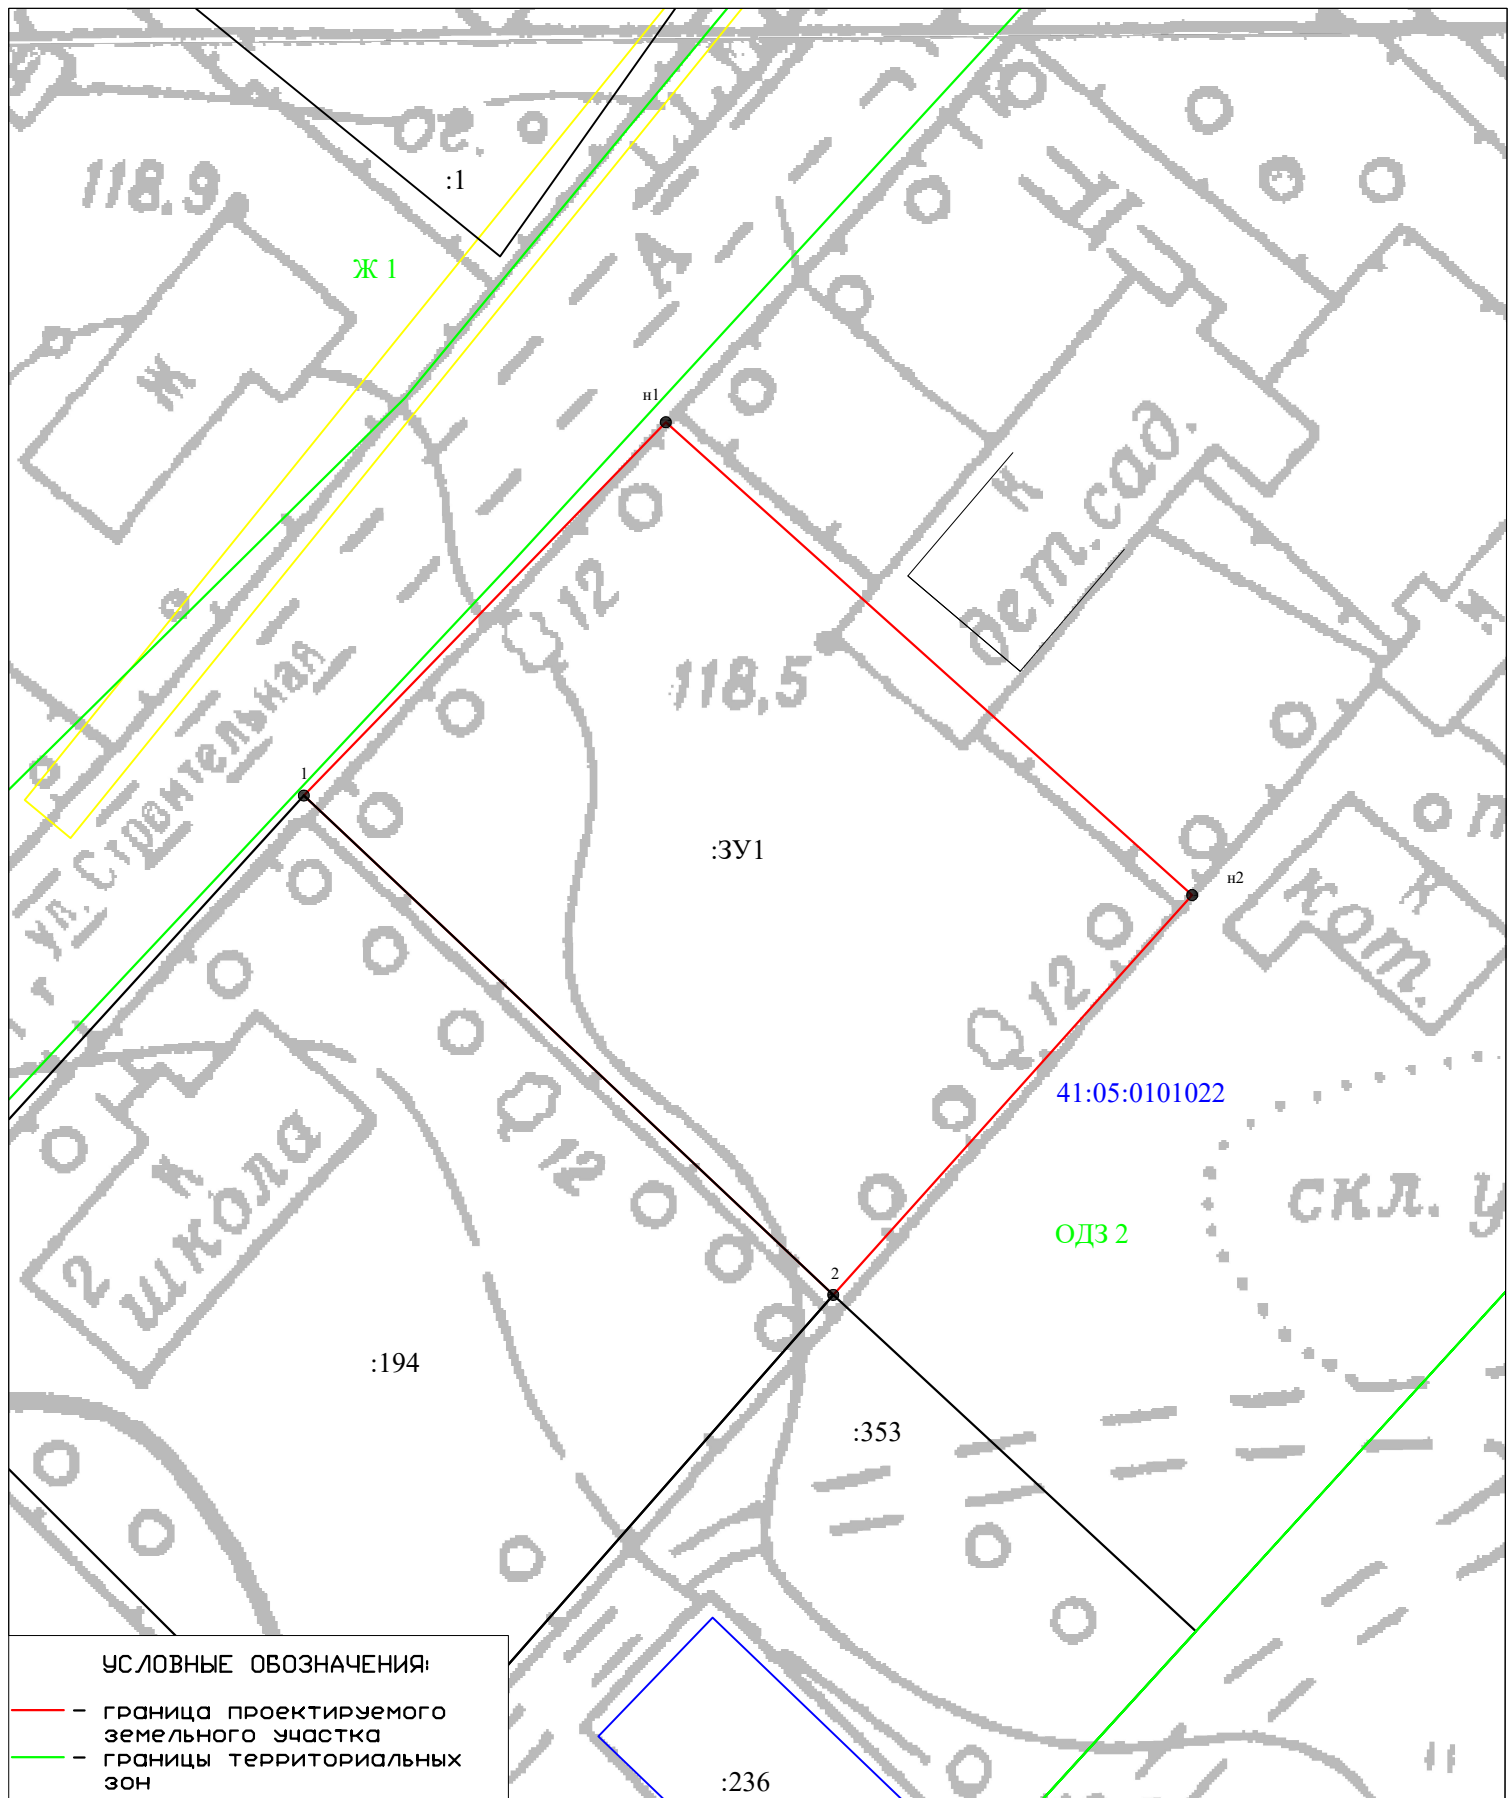 118.9
ос.
:1
Ж 1
А
Ж
н1
К
дет.сад.
12
118,5
ул. Строительная
1
:ЗУ1
н2
К
кот.
12
41:05:0101022
12
К
2
школа
скл. у
ОДЗ 2
2
:194
:353
УСЛОВНЫЕ ОБОЗНАЧЕНИЯ:
– граница проектируемого
земельного участка
– границы территориальных
зон
:236